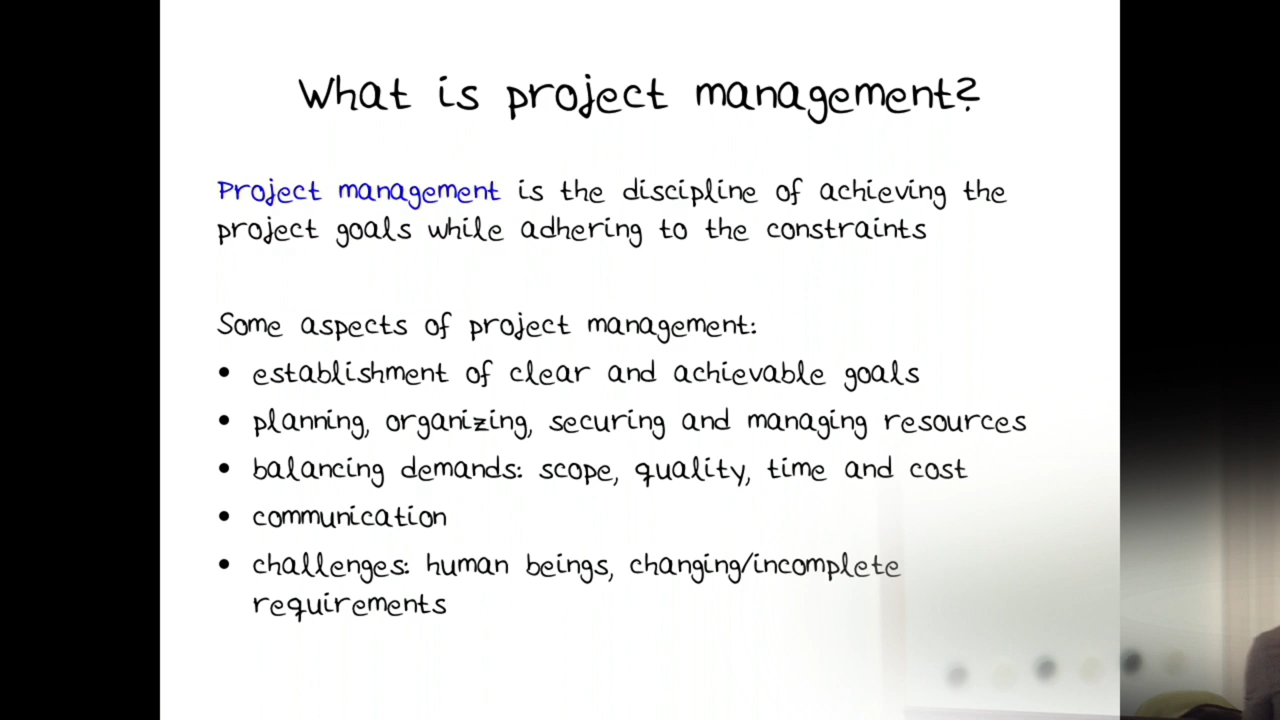 What is project management?
Project management is the discipline of achieving the
project goals while adhering to the constraints
Some aspects of project management:
• establishment of clear and achievable goals
• planning, organizing, securing and managing resources
• balancing demands: scope, quality, time and cost
• communication
• challenges: human beings, changing/incomplete
requirements